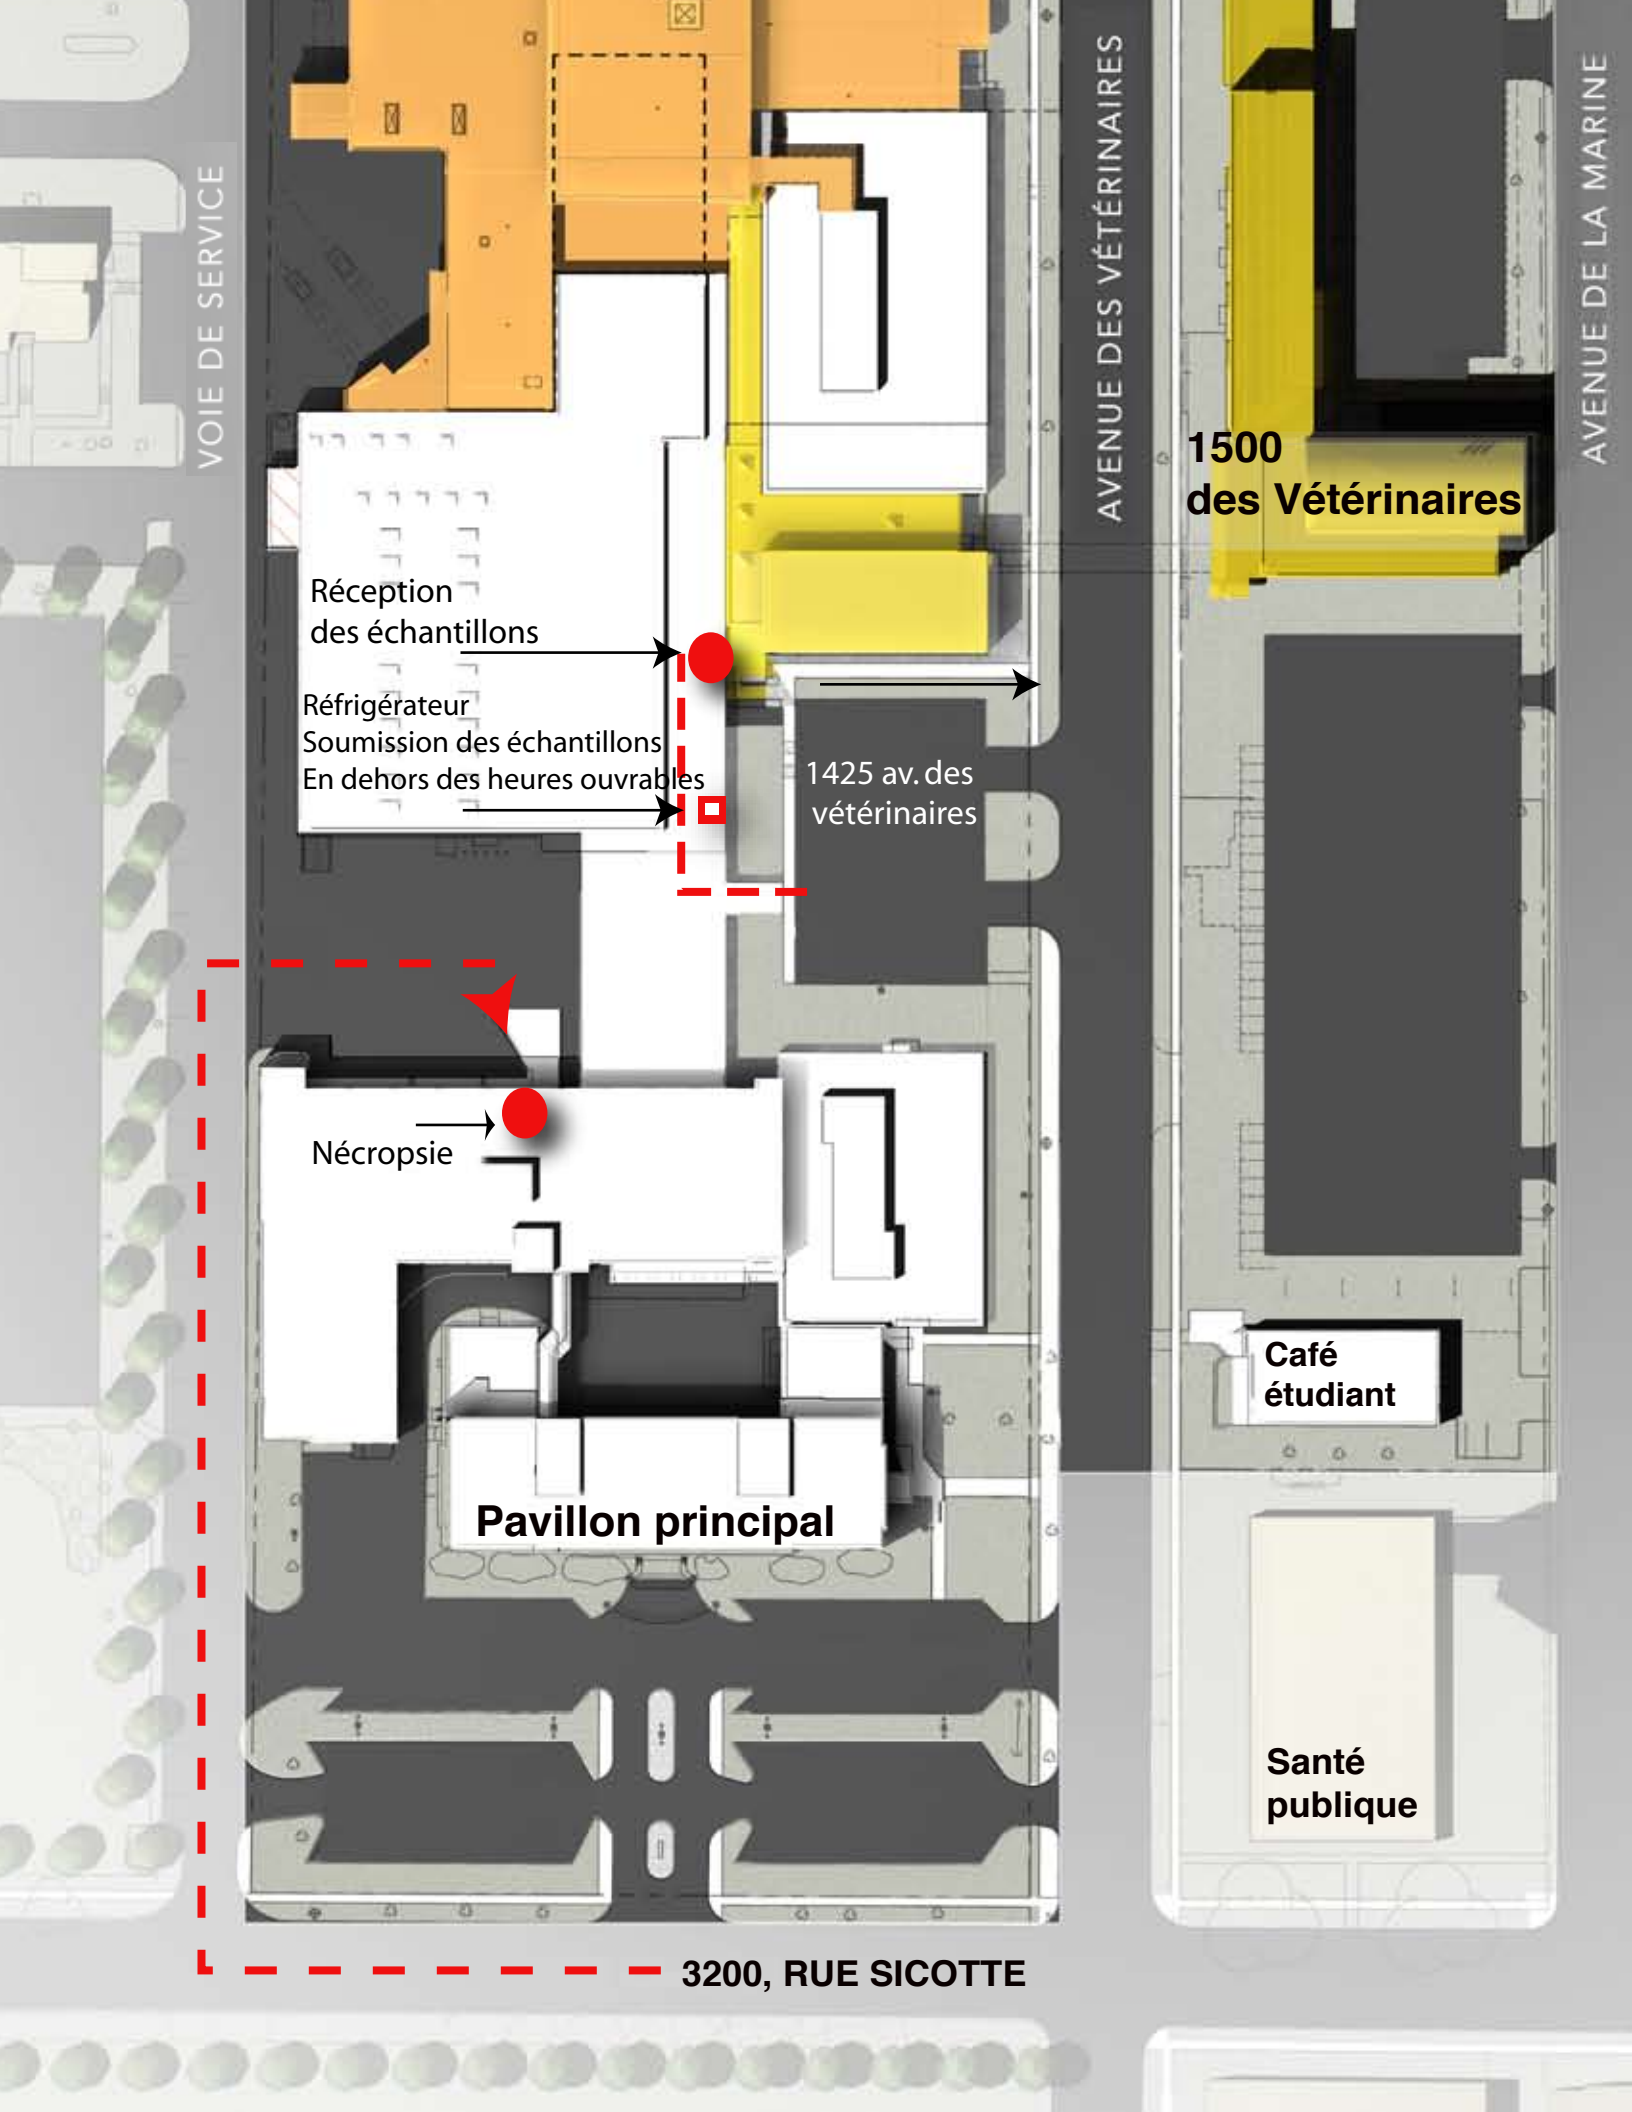 VOIE DE SERVICE
AVENUE DES VÉTÉRINAIRES
AVENUE DE LA MARINE
1500
des Vétérinaires
Réception
des échantillons
Réfrigérateur
Soumission des échantillons
En dehors des heures ouvrables
1425 av. des
vétérinaires
Nécropsie
Café
étudiant
Pavillon principal
Santé
publique
3200, RUE SICOTTE